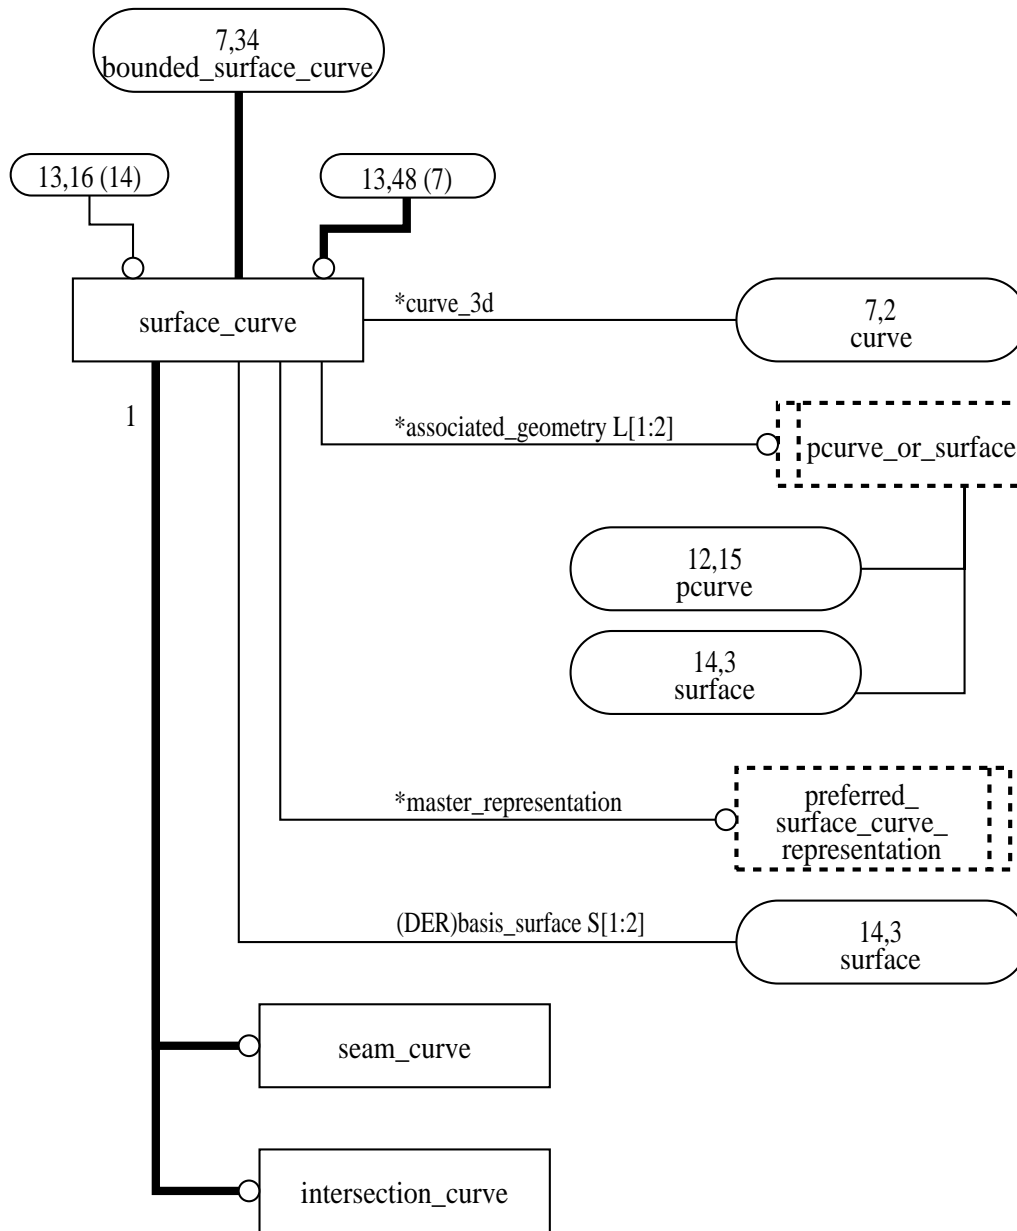 7,34
bounded_surface_curve
13,16 (14)
13,48 (7)
surface_curve
*curve_3d
7,2
curve
1
*associated_geometry L[1:2]
pcurve_or_surface
12,15
pcurve
14,3
surface
*master_representation
preferred_
surface_curve_
representation
(DER)basis_surface S[1:2]
14,3
surface
seam_curve
intersection_curve